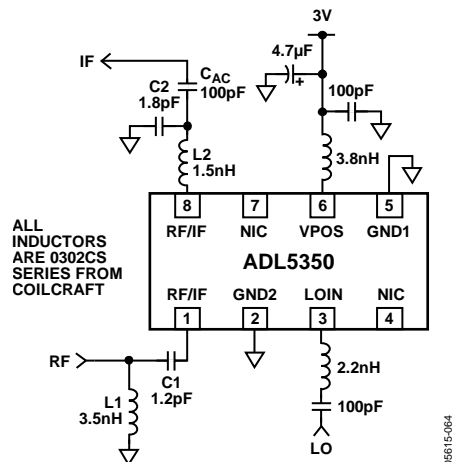 3V
4.7µF
+
IF
CAC
100pF
C2
1.8pF
100pF
L2
1.5nH
3.8nH
8 7 6 5
RF/IF NIC VPOS GND1
ALL
INDUCTORS
ARE 0302CS
SERIES FROM
COILCRAFT
ADL5350
RF/IF GND2 LOIN NIC
1 2 3 4
RF
C1
1.2pF
L1
3.5nH
2.2nH
100pF
LO
05615-064